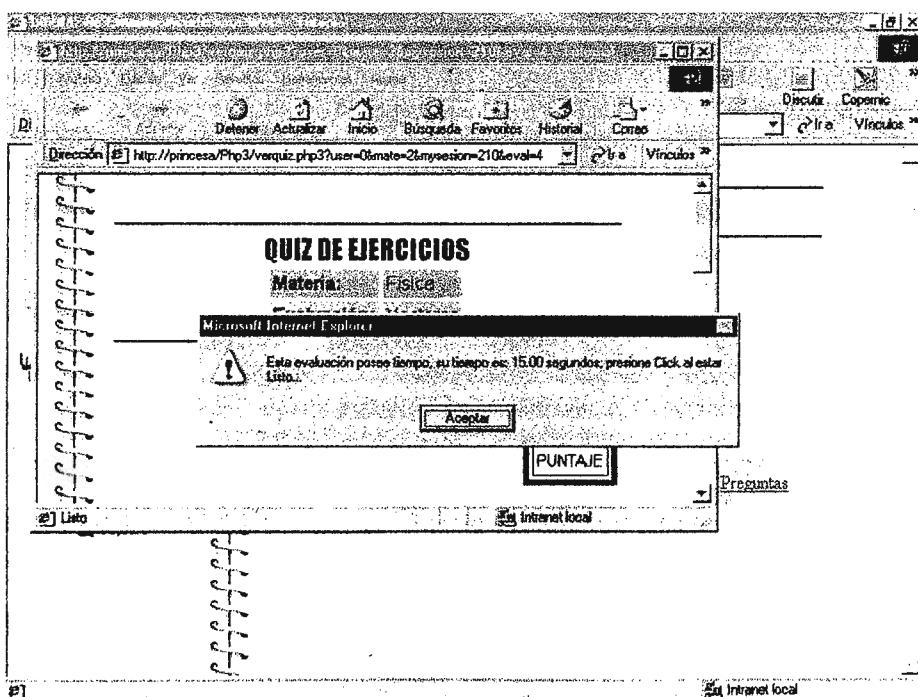 Discutir Copernic
Ir a Vínculos »
Detener Actualizar Inicio Búsqueda Favoritos Historial Correo »
Dirección http://princesa/Php3/verquiz.php3?user=0&mate=2&mysesion=210&eval=4 Ir a Vínculos »
QUIZ DE EJERCICIOS
Materia: Física
Microsoft Internet Explorer
Esta evaluación posee tiempo, su tiempo es: 15.00 segundos; presione Click al estar
Listo...
Aceptar
PUNTAJE
Preguntas
Listo Intranet local
Intranet local